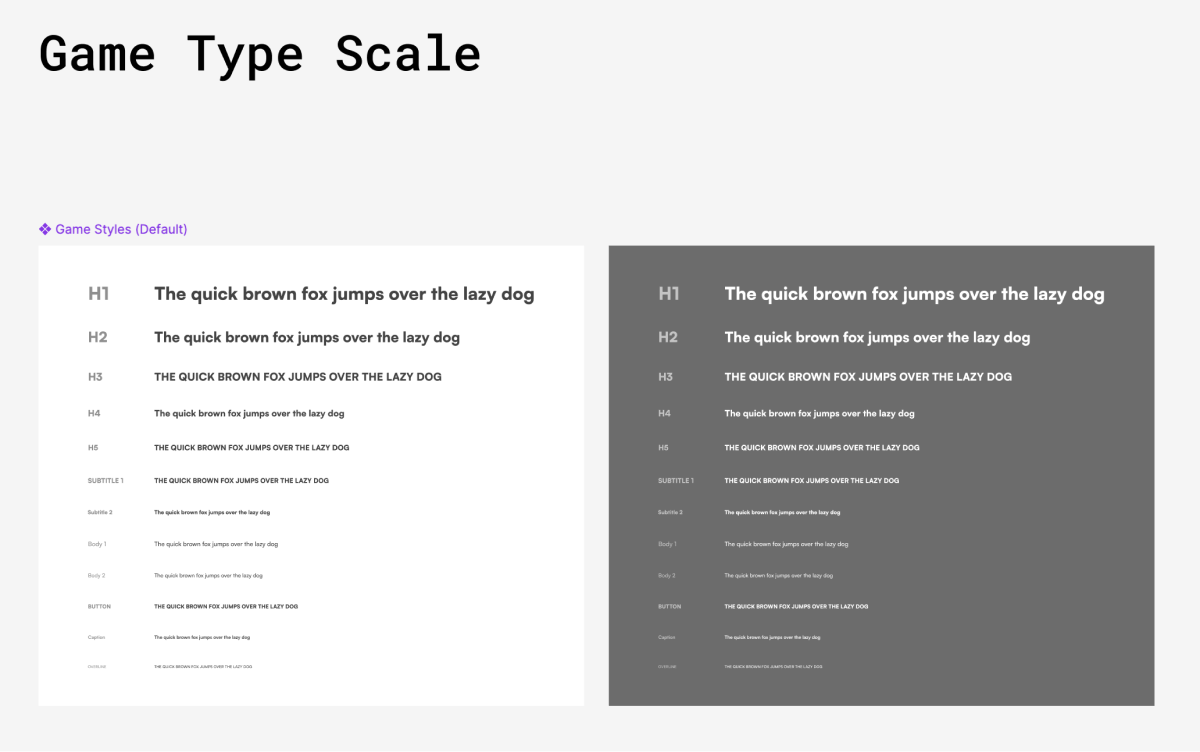 Game Type Scale
Game Styles (Default)
H1 The quick brown fox jumps over the lazy dog
H2 The quick brown fox jumps over the lazy dog
H3 THE QUICK BROWN FOX JUMPS OVER THE LAZY DOG
H4 The quick brown fox jumps over the lazy dog
H5 THE QUICK BROWN FOX JUMPS OVER THE LAZY DOG
SUBTITLE 1 THE QUICK BROWN FOX JUMPS OVER THE LAZY DOG
Subtitle 2 The quick brown fox jumps over the lazy dog
Body 1 The quick brown fox jumps over the lazy dog
Body 2 The quick brown fox jumps over the lazy dog
BUTTON THE QUICK BROWN FOX JUMPS OVER THE LAZY DOG
Caption The quick brown fox jumps over the lazy dog
OVERLINE THE QUICK BROWN FOX JUMPS OVER THE LAZY DOG
H1 The quick brown fox jumps over the lazy dog
H2 The quick brown fox jumps over the lazy dog
H3 THE QUICK BROWN FOX JUMPS OVER THE LAZY DOG
H4 The quick brown fox jumps over the lazy dog
H5 THE QUICK BROWN FOX JUMPS OVER THE LAZY DOG
SUBTITLE 1 THE QUICK BROWN FOX JUMPS OVER THE LAZY DOG
Subtitle 2 The quick brown fox jumps over the lazy dog
Body 1 The quick brown fox jumps over the lazy dog
Body 2 The quick brown fox jumps over the lazy dog
BUTTON THE QUICK BROWN FOX JUMPS OVER THE LAZY DOG
Caption The quick brown fox jumps over the lazy dog
OVERLINE THE QUICK BROWN FOX JUMPS OVER THE LAZY DOG